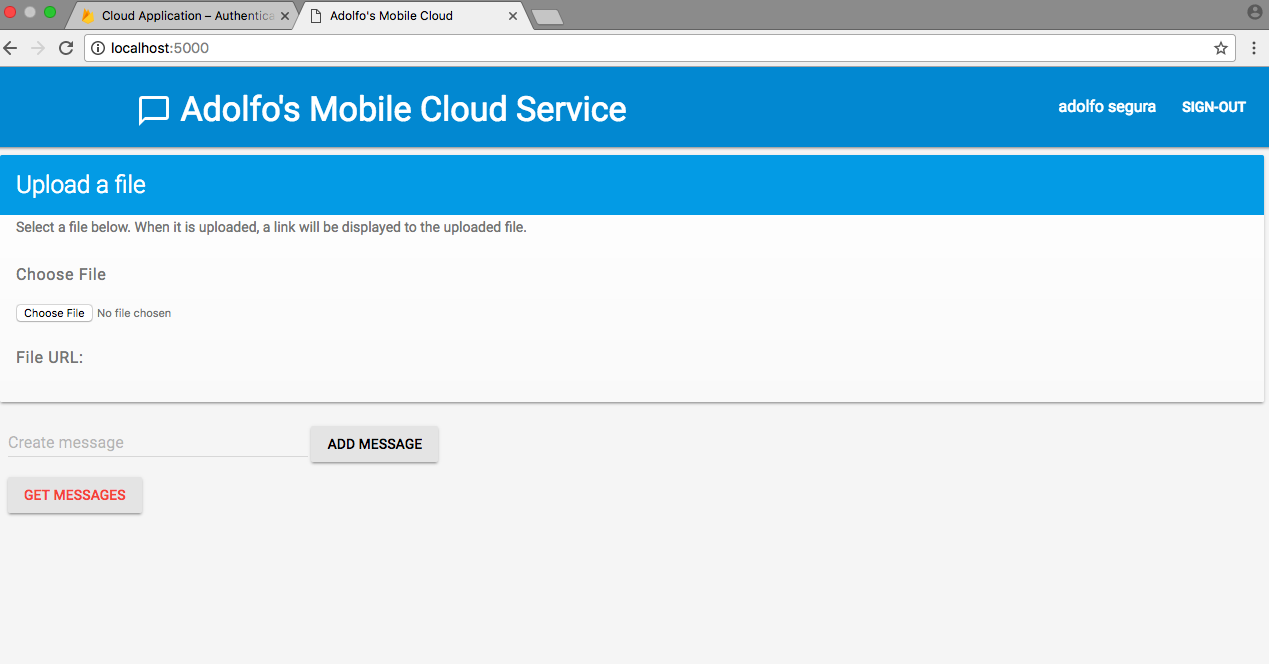 Cloud Application – Authentica
Adolfo's Mobile Cloud
localhost:5000
Adolfo's Mobile Cloud Service
adolfo segura
SIGN-OUT
Upload a file
Select a file below. When it is uploaded, a link will be displayed to the uploaded file.
Choose File
Choose File No file chosen
File URL:
Create message
ADD MESSAGE
GET MESSAGES